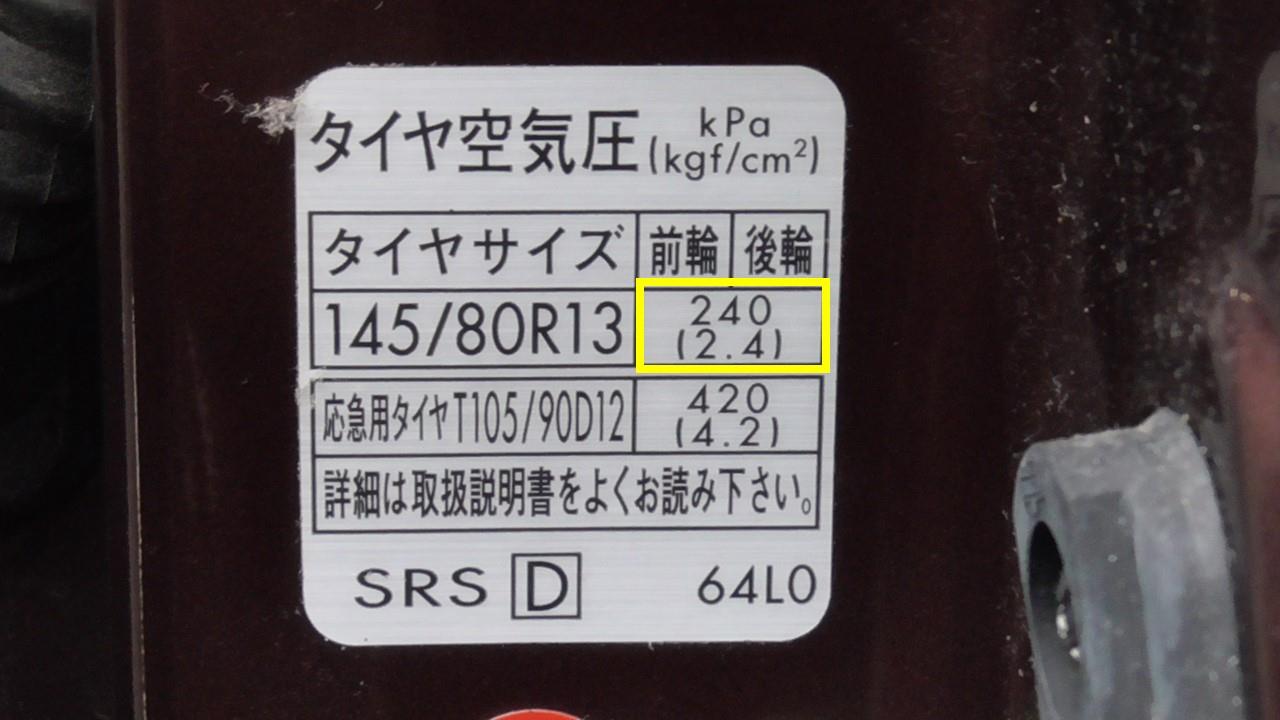 タイヤ空気圧 kPa
(kgf/cm²)
タイヤサイズ 前輪 後輪
145/80R13 240
(2.4)
応急用タイヤT105/90D12 420
(4.2)
詳細は取扱説明書をよくお読み下さい。
SRS D 64L0